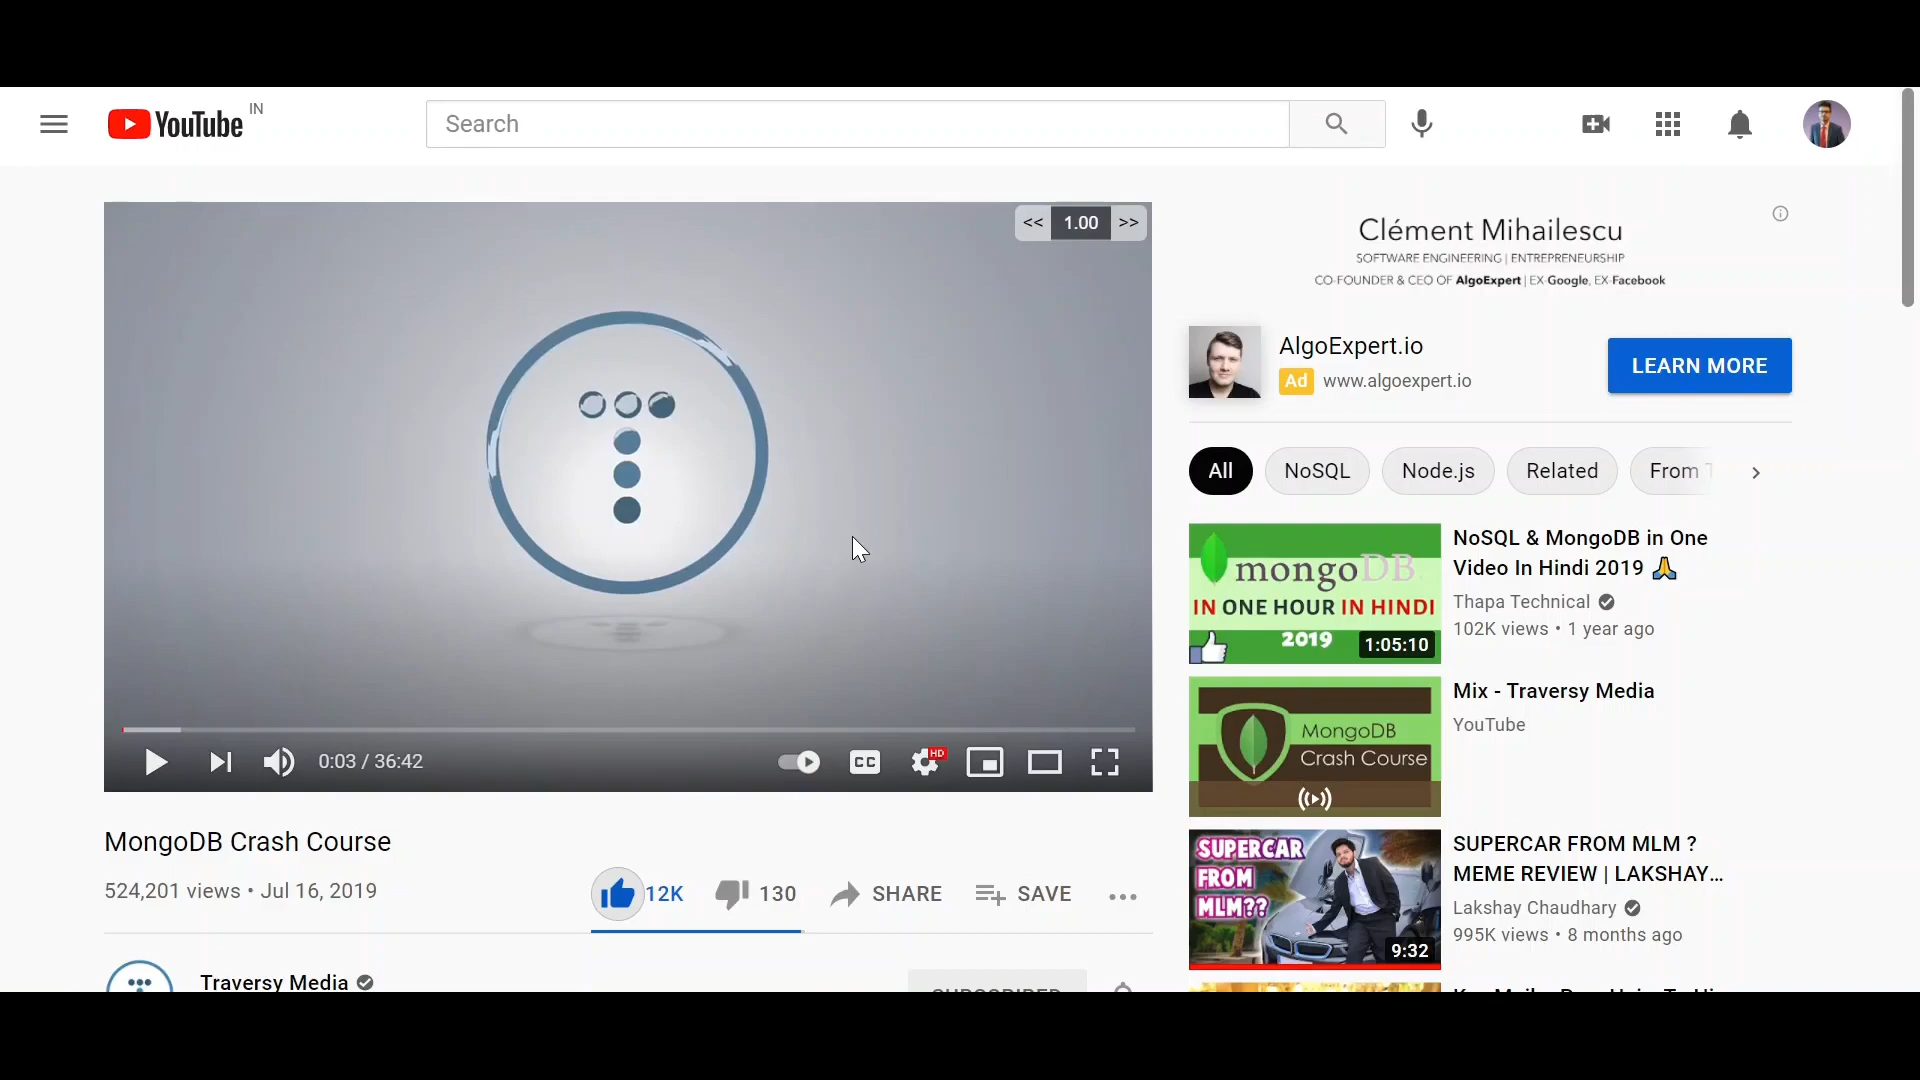 YouTube IN
Search
<< 1.00 >>
Clément Mihailescu
SOFTWARE ENGINEERING | ENTREPRENEURSHIP
CO-FOUNDER & CEO OF AlgoExpert | EX-Google, EX-Facebook
AlgoExpert.io
Ad www.algoexpert.io
LEARN MORE
All NoSQL Node.js Related From
mongoDB
IN ONE HOUR IN HINDI
2019
1:05:10
NoSQL & MongoDB in One
Video In Hindi 2019 🙏
Thapa Technical
102K views • 1 year ago
MongoDB
Crash Course
Mix - Traversy Media
YouTube
SUPERCAR
FROM
MLM??
9:32
SUPERCAR FROM MLM ?
MEME REVIEW | LAKSHAY...
Lakshay Chaudhary
995K views • 8 months ago
0:03 / 36:42
CC
HD
MongoDB Crash Course
524,201 views • Jul 16, 2019
12K 130 SHARE SAVE
Traversy Media
SUBSCRIBED